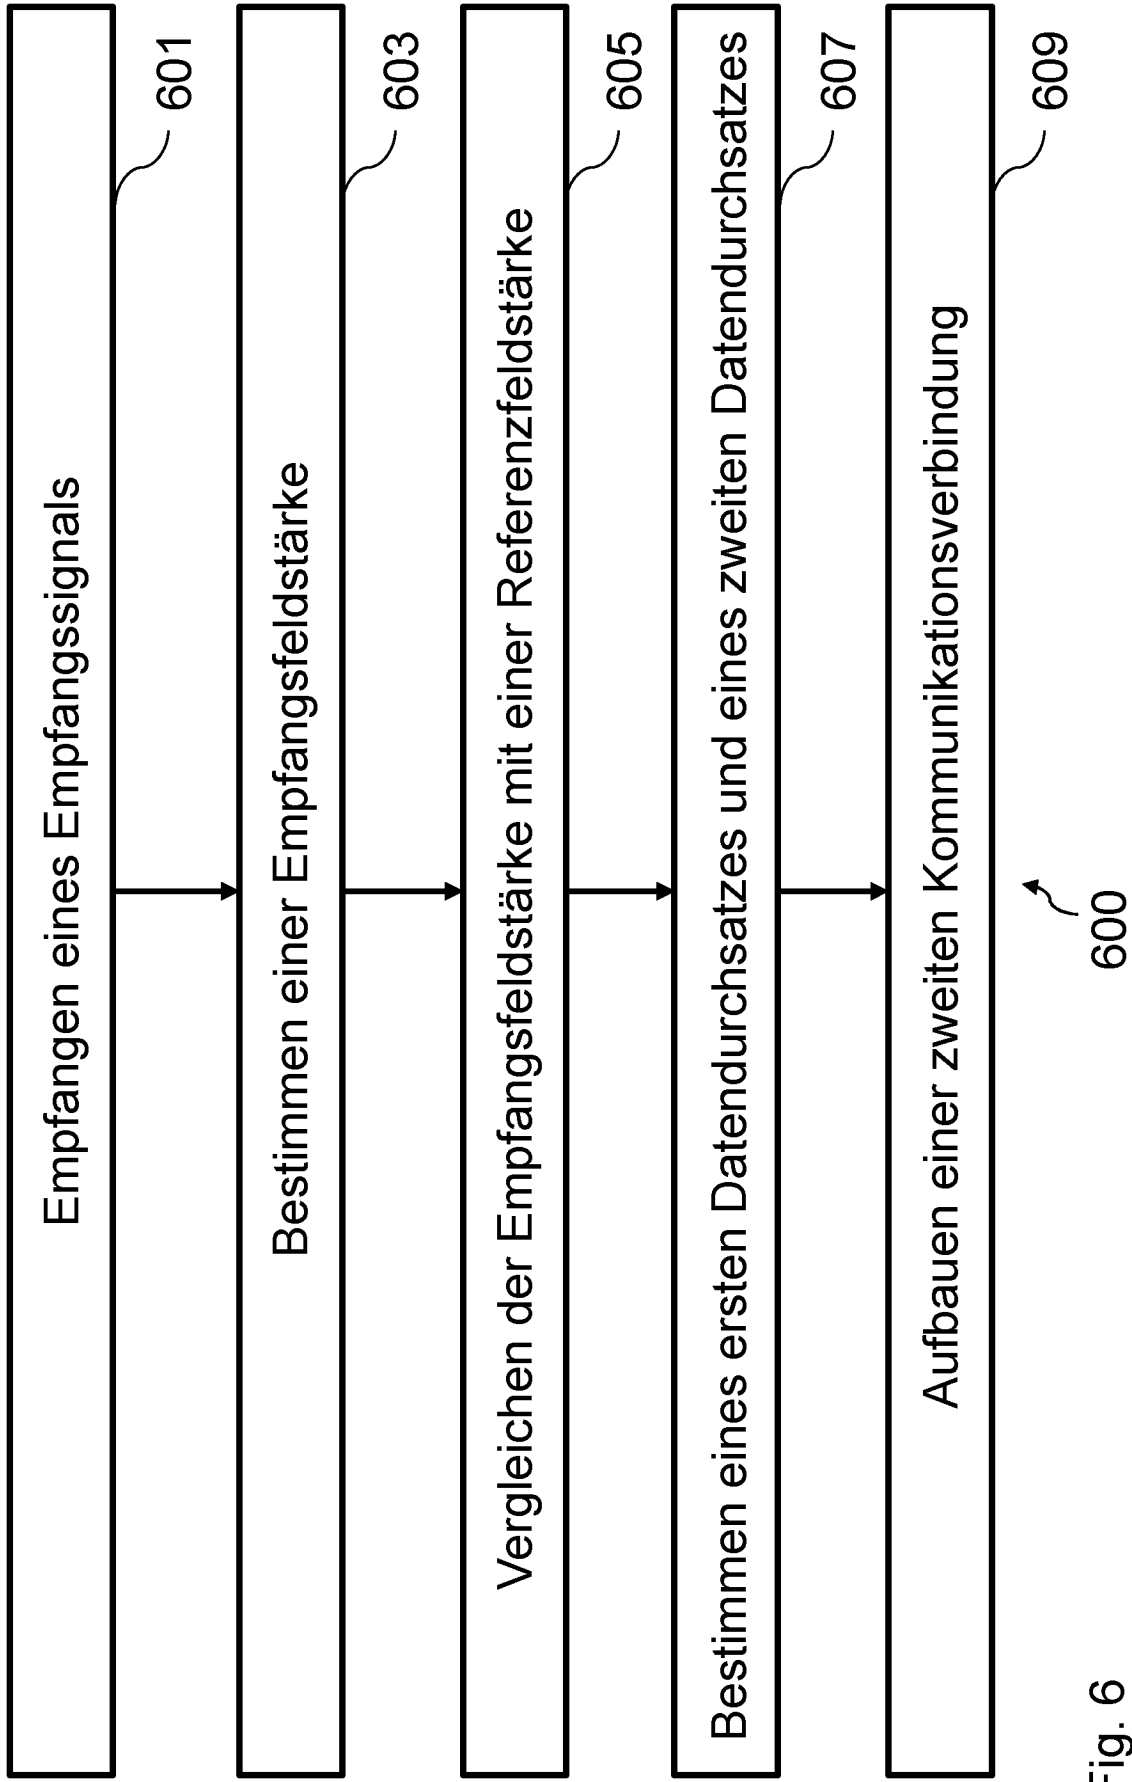 Empfangen eines Empfangssignals
601
Bestimmen einer Empfangsfeldstärke
603
Vergleichen der Empfangsfeldstärke mit einer Referenzfeldstärke
605
Bestimmen eines ersten Datendurchsatzes und eines zweiten Datendurchsatzes
607
Aufbauen einer zweiten Kommunikationsverbindung
609
600
Fig. 6